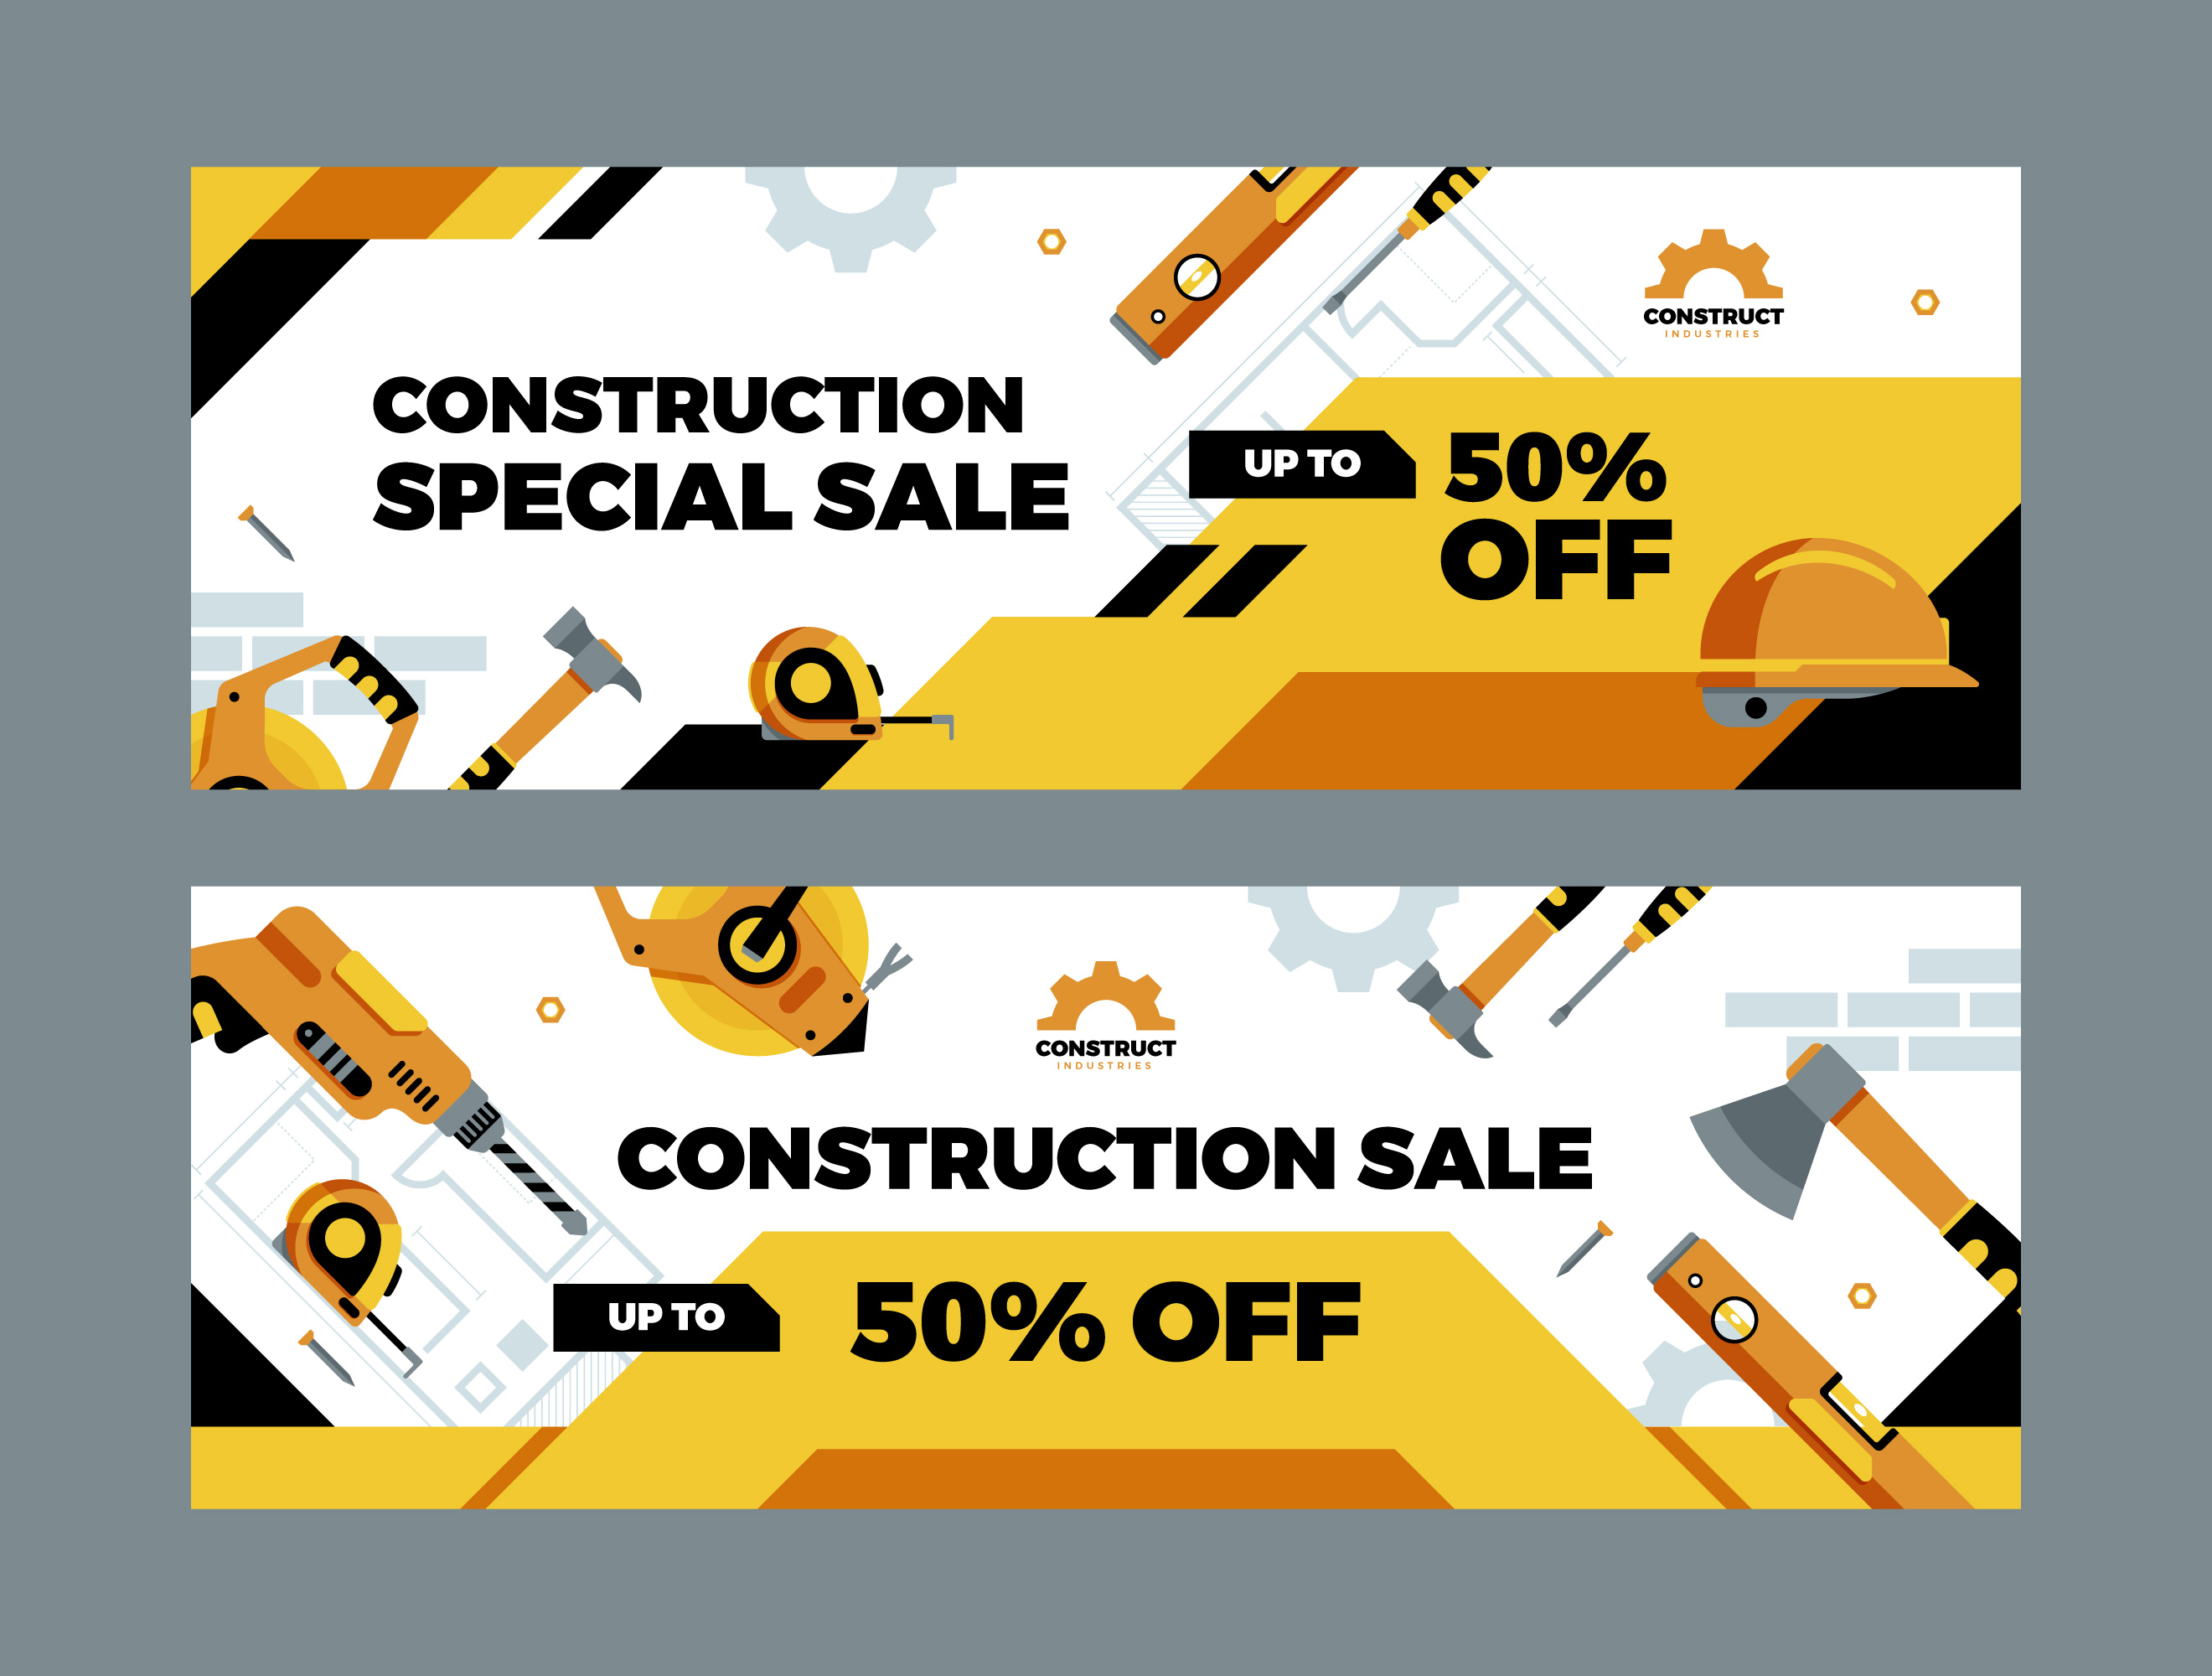 CONSTRUCT
INDUSTRIES
CONSTRUCTION
SPECIAL SALE
UP TO
50%
OFF
CONSTRUCT
INDUSTRIES
CONSTRUCTION SALE
UP TO
50% OFF